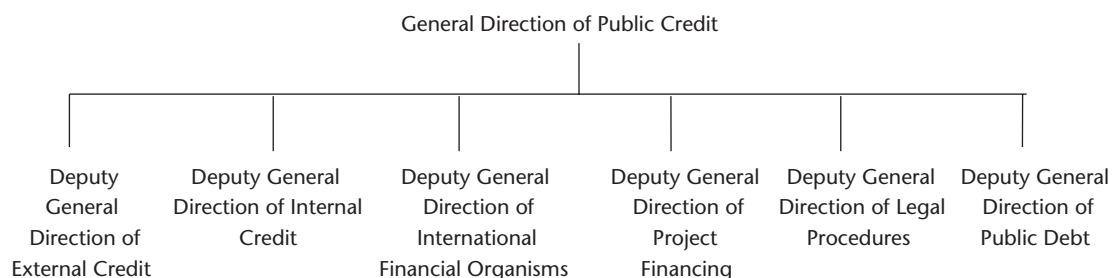 General Direction of Public Credit
Deputy
General
Direction of
External Credit
Deputy General
Direction of Internal
Credit
Deputy General
Direction of
International
Financial Organisms
Deputy General
Direction of
Project
Financing
Deputy General
Direction of Legal
Procedures
Deputy General
Direction of
Public Debt